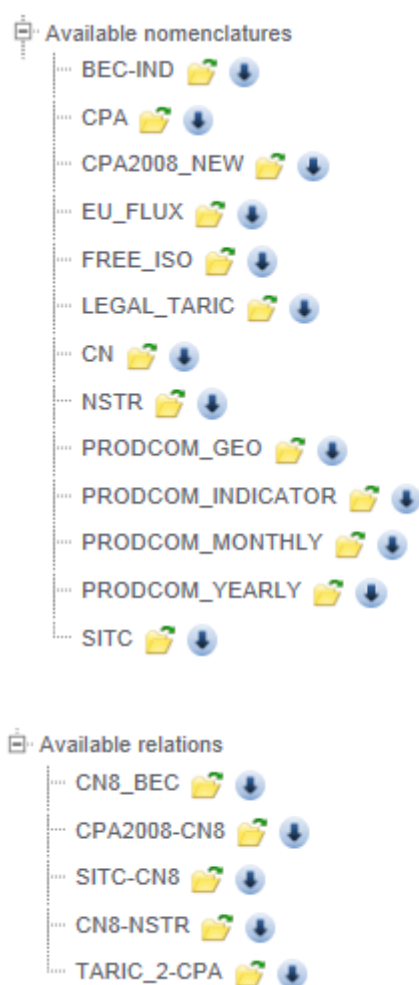 Available nomenclatures
BEC-IND
CPA
CPA2008_NEW
EU_FLUX
FREE_ISO
LEGAL_TARIC
CN
NSTR
PRODCOM_GEO
PRODCOM_INDICATOR
PRODCOM_MONTHLY
PRODCOM_YEARLY
SITC
Available relations
CN8_BEC
CPA2008-CN8
SITC-CN8
CN8-NSTR
TARIC_2-CPA